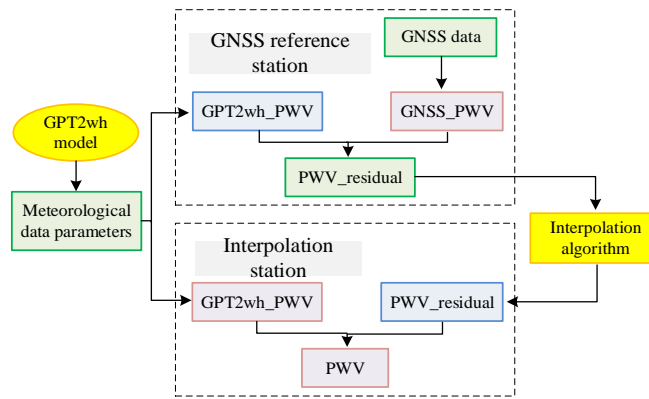 GNSS reference
station
GNSS data
GPT2wh_PWV
GNSS_PWV
GPT2wh
model
PWV_residual
Meteorological
data parameters
Interpolation
algorithm
Interpolation
station
GPT2wh_PWV
PWV_residual
PWV